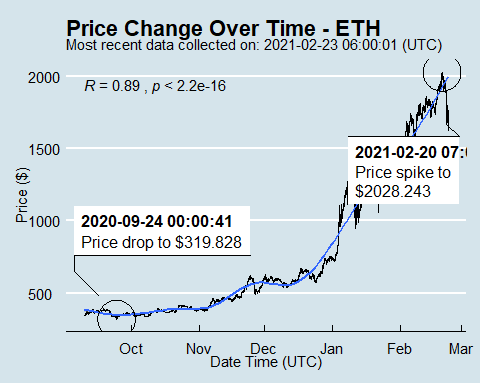 Price Change Over Time - ETH
Most recent data collected on: 2021-02-23 06:00:01 (UTC)
R = 0.89 , p < 2.2e-16
2000
1500
1000
500
Price ($)
2021-02-20 07:
Price spike to
$2028.243
2020-09-24 00:00:41
Price drop to $319.828
Oct
Nov
Dec
Jan
Feb
Mar
Date Time (UTC)